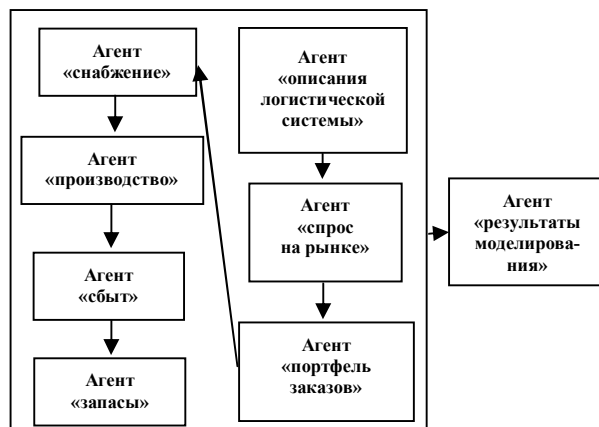 Агент
«снабжение»
Агент
«производство»
Агент
«сбыт»
Агент
«запасы»
Агент
«описания
логистической
системы»
Агент
«спрос
на рынке»
Агент
«портфель
заказов»
Агент
«результаты
моделирова-
ния»